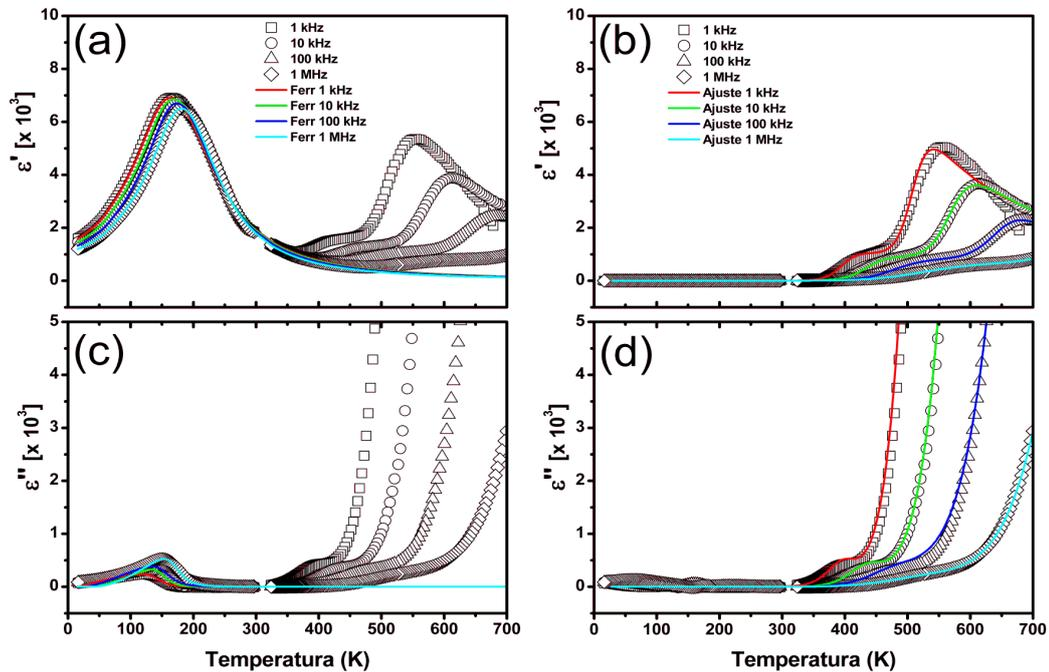 (a)
1 kHz
10 kHz
100 kHz
1 MHz
Ferr 1 kHz
Ferr 10 kHz
Ferr 100 kHz
Ferr 1 MHz
ε' [x 10³]
10
8
6
4
2
0
(b)
1 kHz
10 kHz
100 kHz
1 MHz
Ajuste 1 kHz
Ajuste 10 kHz
Ajuste 100 kHz
Ajuste 1 MHz
ε' [x 10³]
10
8
6
4
2
0
(c)
ε" [x 10³]
5
4
3
2
1
0
0 100 200 300 400 500 600 700
Temperatura (K)
(d)
ε" [x 10³]
5
4
3
2
1
0
0 100 200 300 400 500 600 700
Temperatura (K)